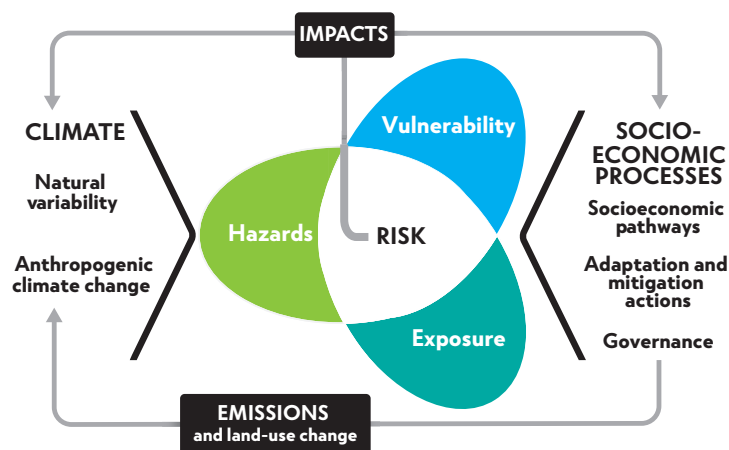 IMPACTS
CLIMATE
Natural
variability
Anthropogenic
climate change
Vulnerability
Hazards
RISK
Exposure
SOCIO-
ECONOMIC
PROCESSES
Socioeconomic
pathways
Adaptation and
mitigation
actions
Governance
EMISSIONS
and land-use change